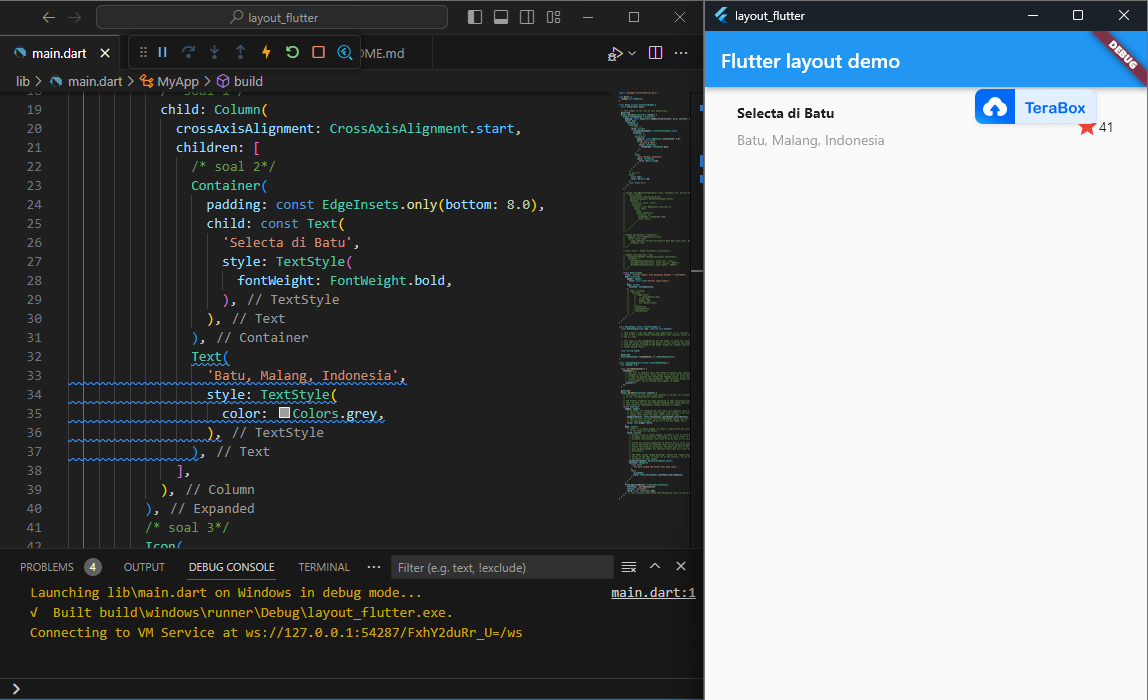 layout_flutter
main.dart
OME.md
lib > main.dart > MyApp > build
19 child: Column(
20 crossAxisAlignment: CrossAxisAlignment.start,
21 children: [
22 /* soal 2*/
23 Container(
24 padding: const EdgeInsets.only(bottom: 8.0),
25 child: const Text(
26 'Selecta di Batu',
27 style: TextStyle(
28 fontWeight: FontWeight.bold,
29 ), // TextStyle
30 ), // Text
31 ), // Container
32 Text(
33 'Batu, Malang, Indonesia',
34 style: TextStyle(
35 color: Colors.grey,
36 ), // TextStyle
37 ), // Text
38 ],
39 ), // Column
40 ), // Expanded
41 /* soal 3*/
42 Icon(
PROBLEMS 4 OUTPUT DEBUG CONSOLE TERMINAL ··· Filter (e.g. text, !exclude)
Launching lib\main.dart on Windows in debug mode... main.dart:1
√ Built build\windows\runner\Debug\layout_flutter.exe.
Connecting to VM Service at ws://127.0.0.1:54287/FxhY2duRr_U=/ws
layout_flutter
Flutter layout demo
DEBUG
Selecta di Batu
TeraBox
Batu, Malang, Indonesia
41